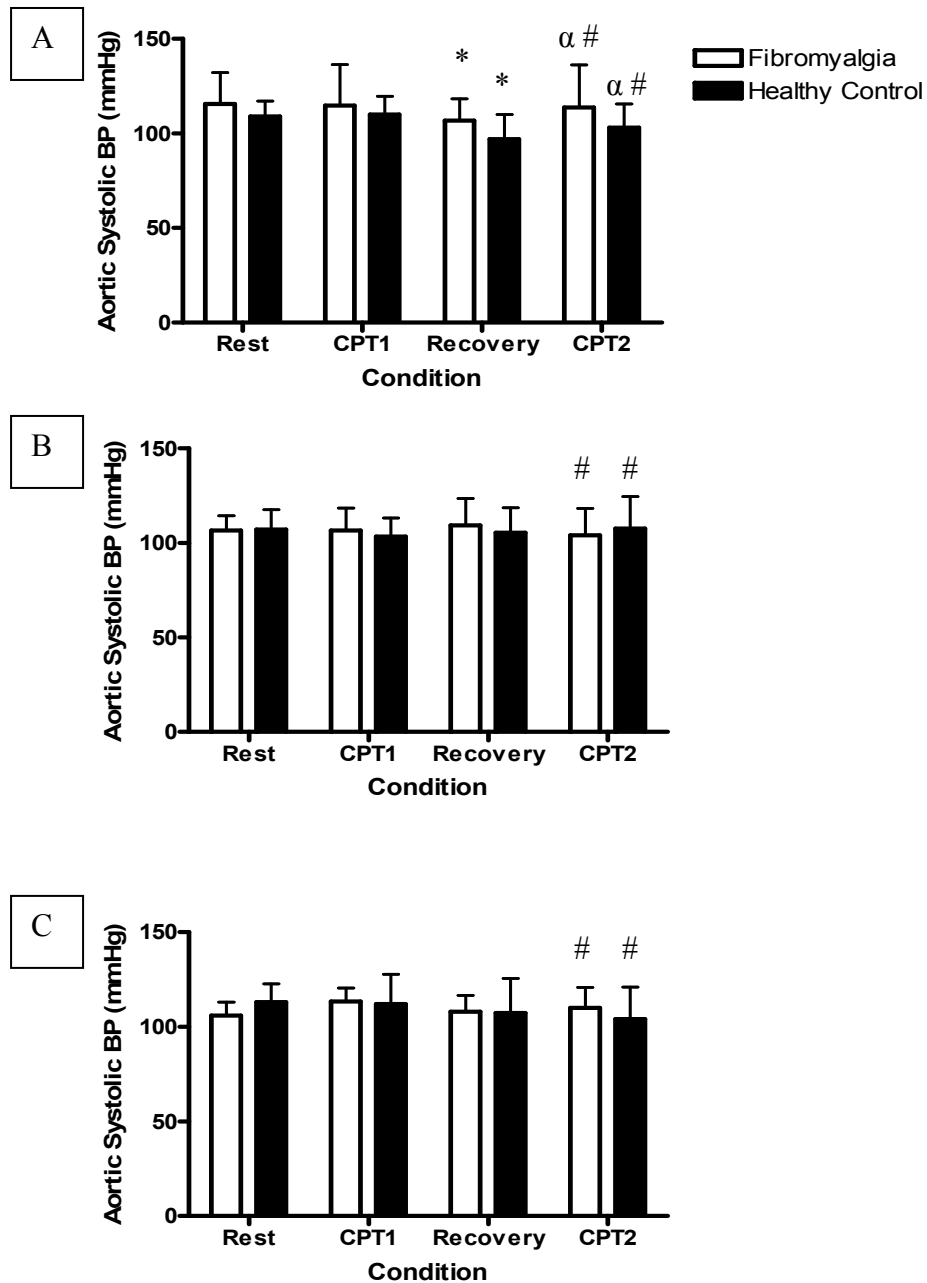 A
Aortic Systolic BP (mmHg)
150
100
50
0
* * α # α #
Rest CPT1 Recovery CPT2
Condition
Fibromyalgia
Healthy Control
B
Aortic Systolic BP (mmHg)
150
100
50
0
# #
Rest CPT1 Recovery CPT2
Condition
C
Aortic Systolic BP (mmHg)
150
100
50
0
# #
Rest CPT1 Recovery CPT2
Condition